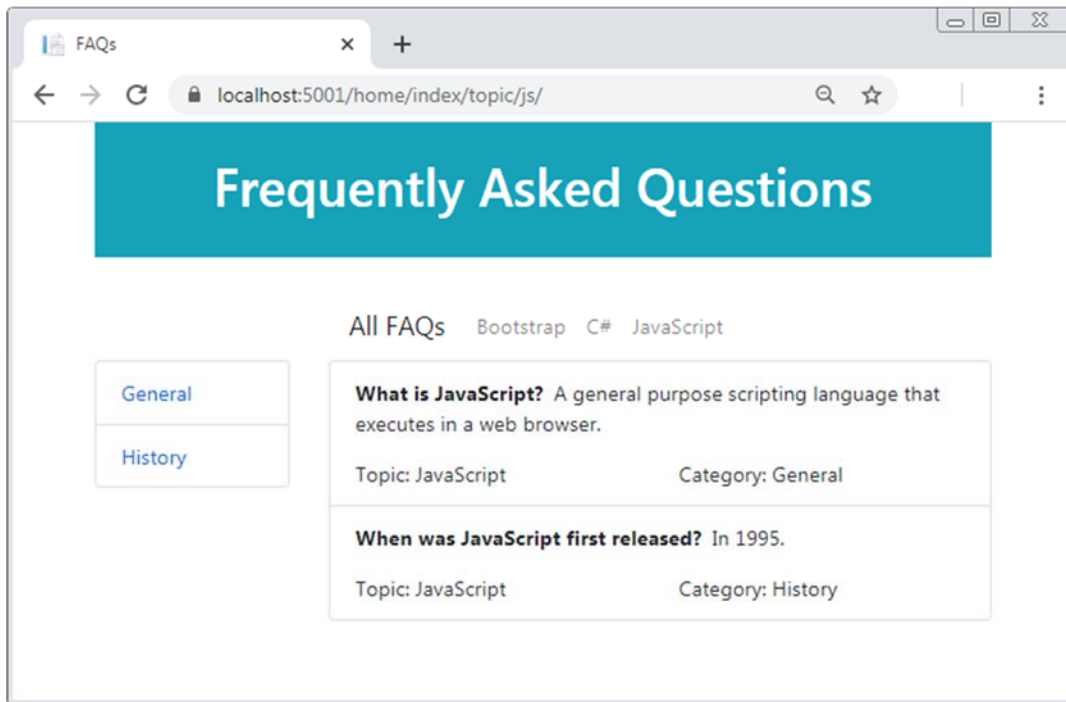 FAQs
localhost:5001/home/index/topic/js/
Frequently Asked Questions
All FAQs Bootstrap C# JavaScript
General
History
What is JavaScript? A general purpose scripting language that
executes in a web browser.
Topic: JavaScript Category: General
When was JavaScript first released? In 1995.
Topic: JavaScript Category: History